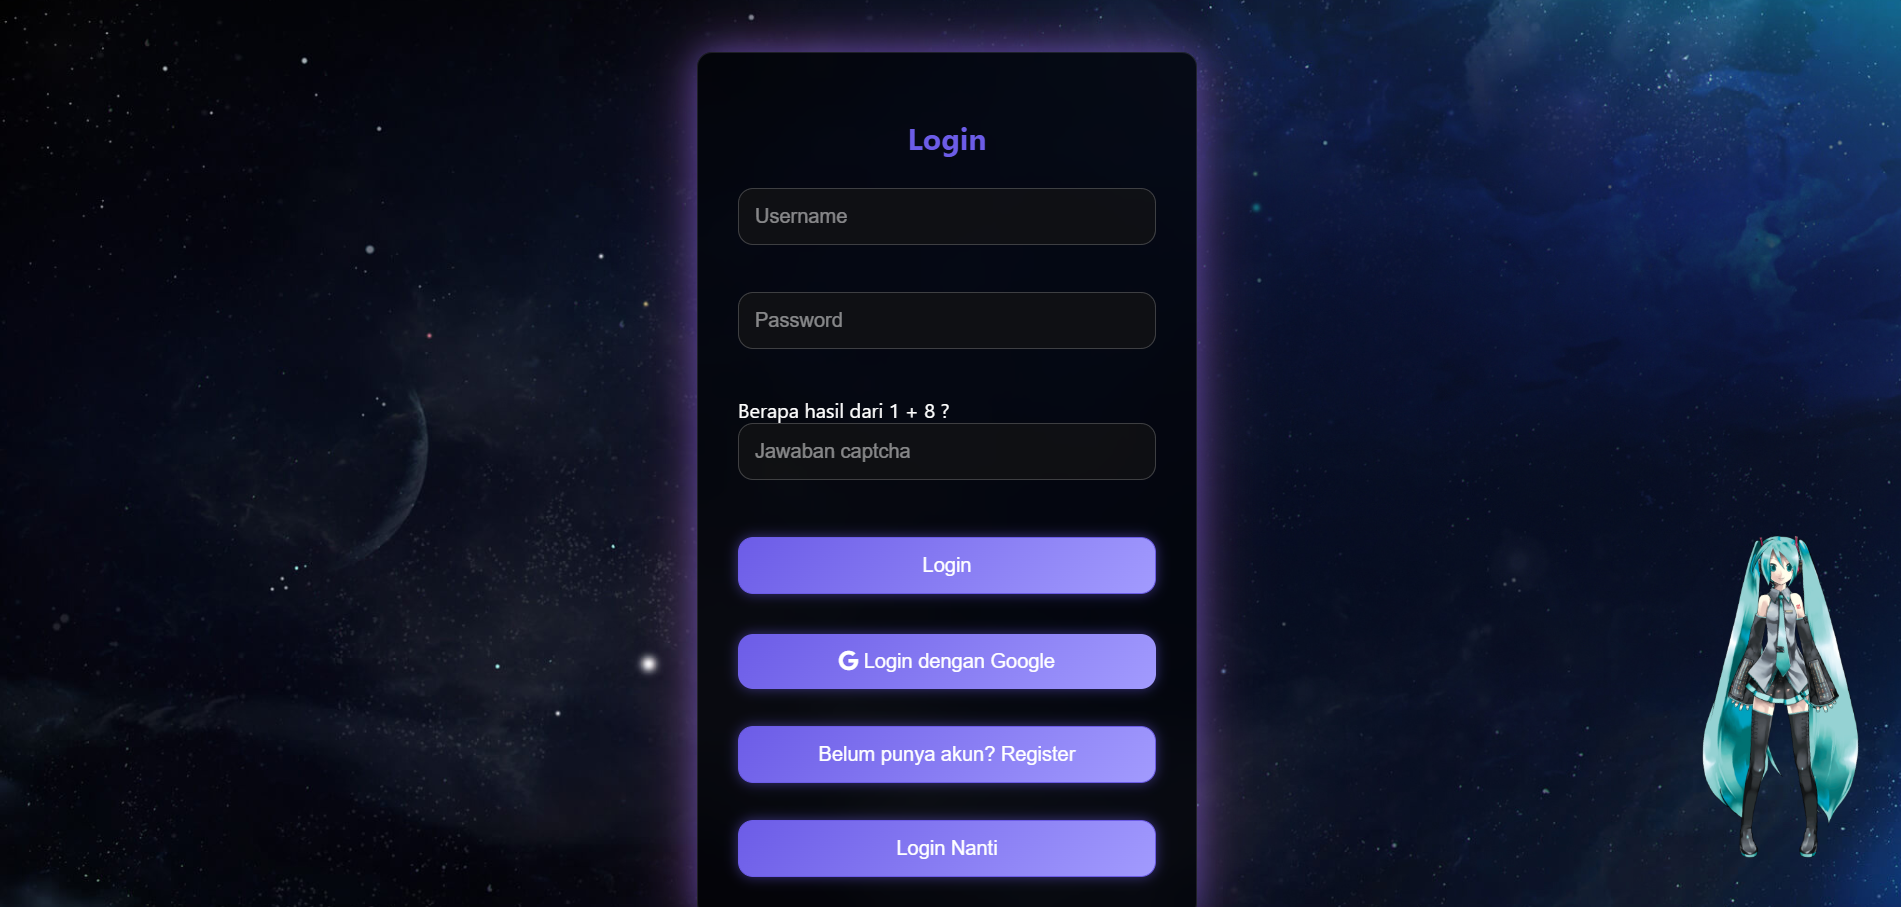 Login
Username
Password
Berapa hasil dari 1 + 8 ?
Jawaban captcha
Login
Login dengan Google
Belum punya akun? Register
Login Nanti